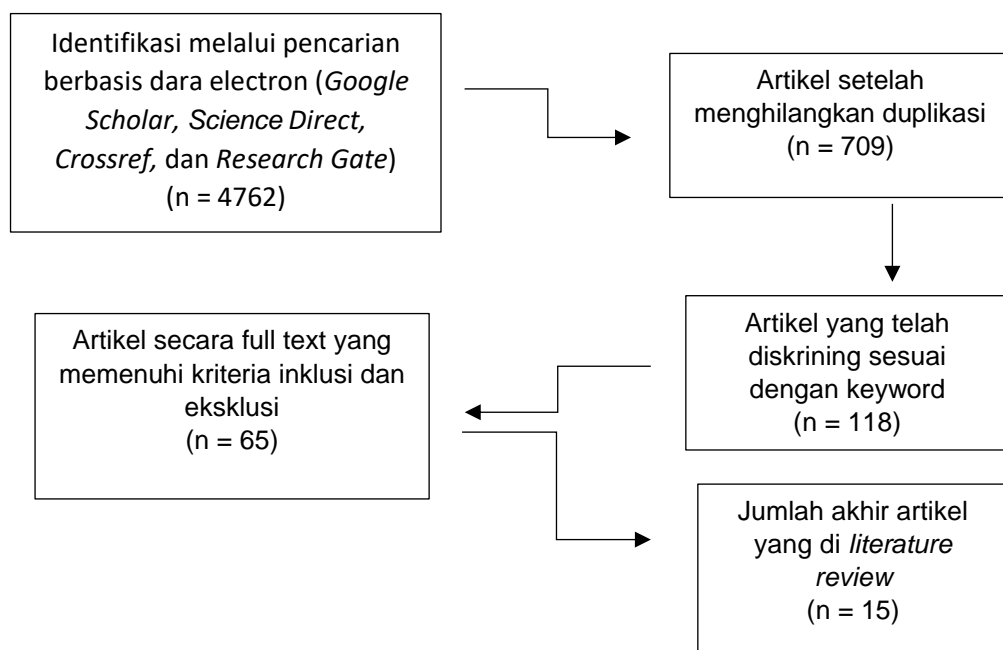 Identifikasi melalui pencarian
berbasis dara electron (Google
Scholar, Science Direct,
Crossref, dan Research Gate)
(n = 4762)
Artikel setelah
menghilangkan duplikasi
(n = 709)
Artikel yang telah
diskrining sesuai
dengan keyword
(n = 118)
Artikel secara full text yang
memenuhi kriteria inklusi dan
eksklusi
(n = 65)
Jumlah akhir artikel
yang di literature
review
(n = 15)